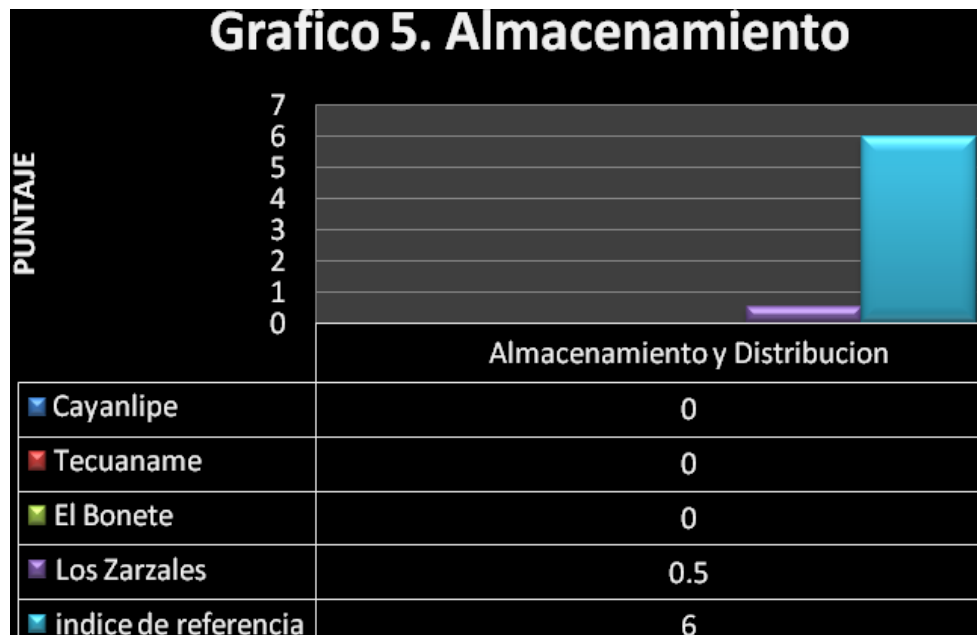 Grafico 5. Almacenamiento
PUNTAJE
7
6
5
4
3
2
1
0
Almacenamiento y Distribucion
Cayanlipe 0
Tecuaname 0
El Bonete 0
Los Zarzales 0.5
indice de referencia 6